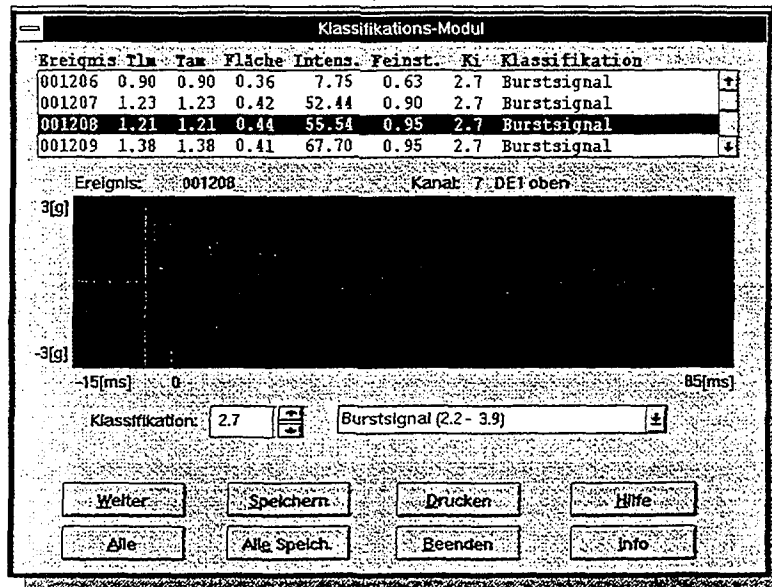 Klassifikations-Modul
Ereignis Tlm Tam Fläche Intens. Feinst. Ki Klassifikation
001206 0.90 0.90 0.36 7.75 0.63 2.7 Burstsignal
001207 1.23 1.23 0.42 52.44 0.90 2.7 Burstsignal
001208 1.21 1.21 0.44 55.54 0.95 2.7 Burstsignal
001209 1.38 1.38 0.41 67.70 0.95 2.7 Burstsignal
Ereignis: 001208 Kanal: 7 DE1 oben
3[g]
-3[g]
-15[ms] 0 85[ms]
Klassifikation: 2.7 Burstsignal (2.2 - 3.9)
Weiter Speichern Drucken Hilfe
Alle Alle Speich. Beenden Info